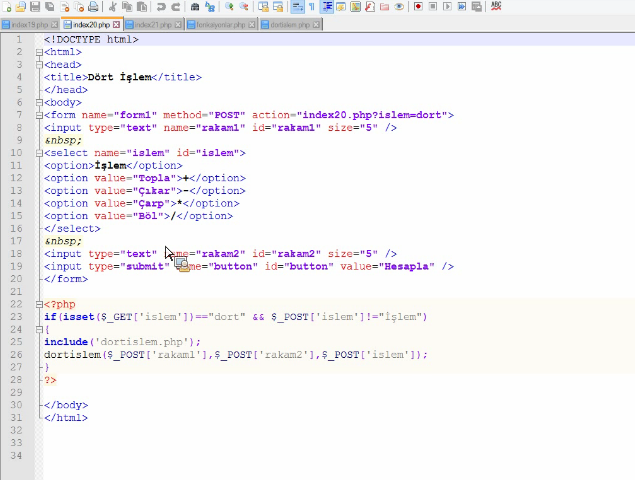 index19.php index20.php index21.php fonksiyonlar.php dortislem.php
1 <!DOCTYPE html>
2 <html>
3 <head>
4 <title>Dört İşlem</title>
5 </head>
6 <body>
7 <form name="form1" method="POST" action="index20.php?islem=dort">
8 <input type="text" name="rakam1" id="rakam1" size="5" />
9 &nbsp;
10 <select name="islem" id="islem">
11 <option>İşlem</option>
12 <option value="Topla">+</option>
13 <option value="Çıkar">-</option>
14 <option value="Çarp">*</option>
15 <option value="Böl">/</option>
16 </select>
17 &nbsp;
18 <input type="text" name="rakam2" id="rakam2" size="5" />
19 <input type="submit" name="button" id="button" value="Hesapla" />
20 </form>
21
22 <?php
23 if(isset($_GET['islem'])=="dort" && $_POST['islem']!="İşlem")
24 {
25 include('dortislem.php');
26 dortislem($_POST['rakam1'],$_POST['rakam2'],$_POST['islem']);
27 }
28 ?>
29
30 </body>
31 </html>
32
33
34